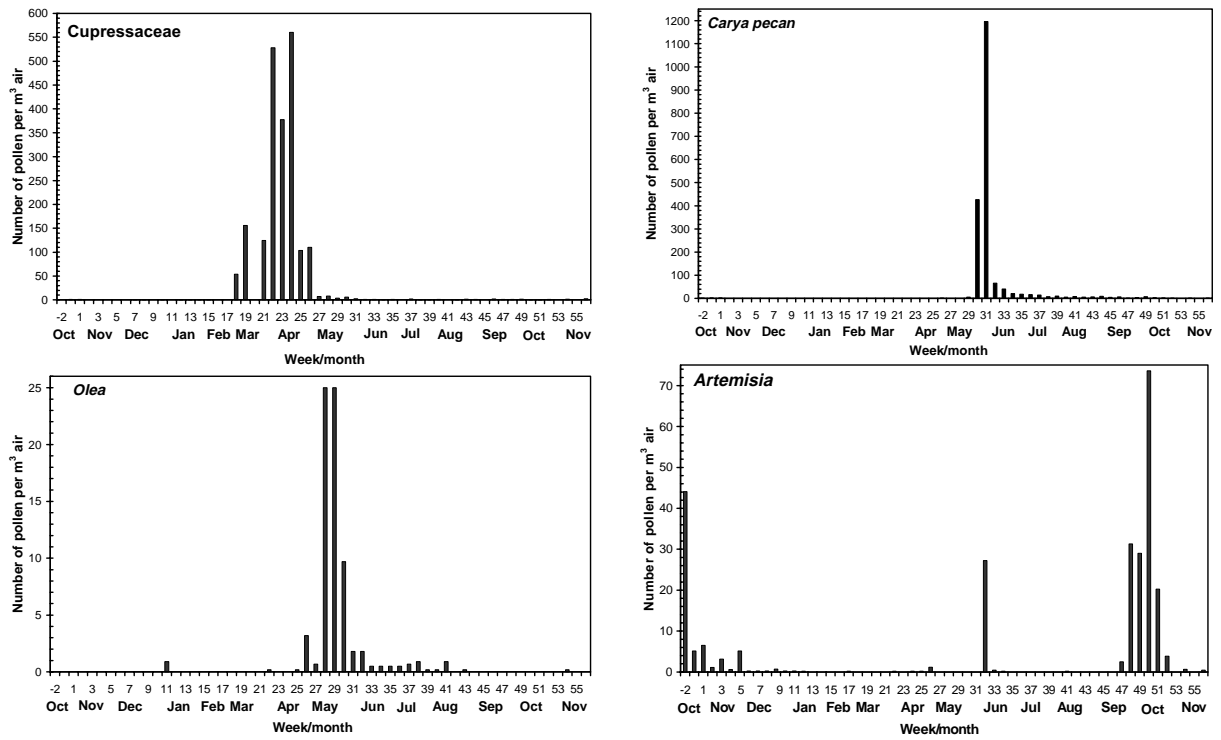 Cupressaceae
Number of pollen per m³ air
600
550
500
450
400
350
300
250
200
150
100
50
0
-2 1 3 5 7 9 11 13 15 17 19 21 23 25 27 29 31 33 35 37 39 41 43 45 47 49 51 53 55
Oct Nov Dec Jan Feb Mar Apr May Jun Jul Aug Sep Oct Nov
Week/month
Carya pecan
Number of pollen per m³ air
1200
1100
1000
900
800
700
600
500
400
300
200
100
0
-2 1 3 5 7 9 11 13 15 17 19 21 23 25 27 29 31 33 35 37 39 41 43 45 47 49 51 53 55
Oct Nov Dec Jan Feb Mar Apr May Jun Jul Aug Sep Oct Nov
Week/month
Olea
Number of pollen per m³ air
25
20
15
10
5
0
-2 1 3 5 7 9 11 13 15 17 19 21 23 25 27 29 31 33 35 37 39 41 43 45 47 49 51 53 55
Oct Nov Dec Jan Feb Mar Apr May Jun Jul Aug Sep Oct Nov
Week/month
Artemisia
Number of pollen per m³ air
70
60
50
40
30
20
10
0
-2 1 3 5 7 9 11 13 15 17 19 21 23 25 27 29 31 33 35 37 39 41 43 45 47 49 51 53 55
Oct Nov Dec Jan Feb Mar Apr May Jun Jul Aug Sep Oct Nov
Week/month